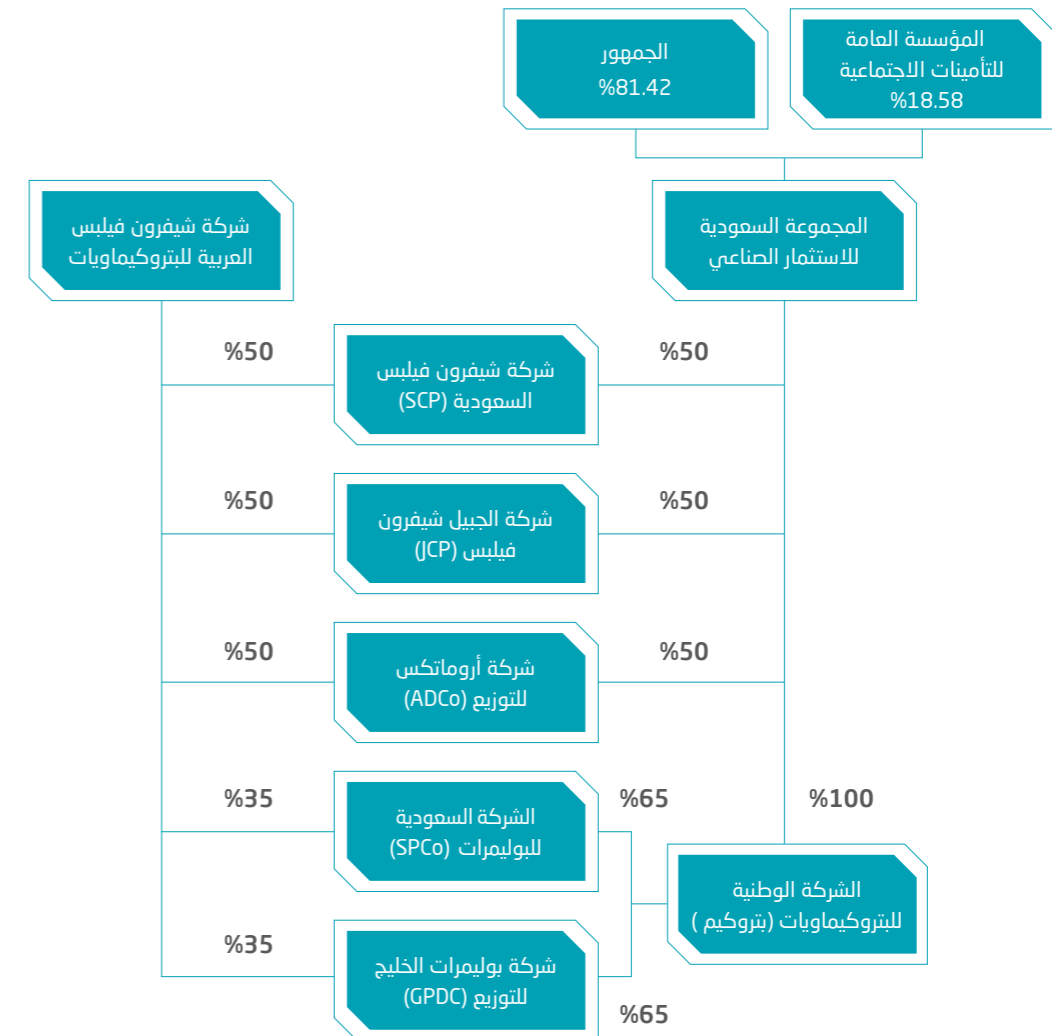 المؤسسة العامة
للتأمينات الاجتماعية
%18.58
الجمهور
%81.42
المجموعة السعودية
للاستثمار الصناعي
شركة شيفرون فيلبس
العربية للبتروكيماويات
%50
شركة شيفرون فيلبس
السعودية (SCP)
%50
%50
شركة الجبيل شيفرون
فيلبس (JCP)
%50
%50
شركة أروماتكس
للتوزيع (ADCo)
%50
%100
%65
الشركة السعودية
للبوليمرات (SPCo)
%35
الشركة الوطنية
للبتروكيماويات (بتروكيم )
شركة بوليمرات الخليج
للتوزيع (GPDC)
%35
%65